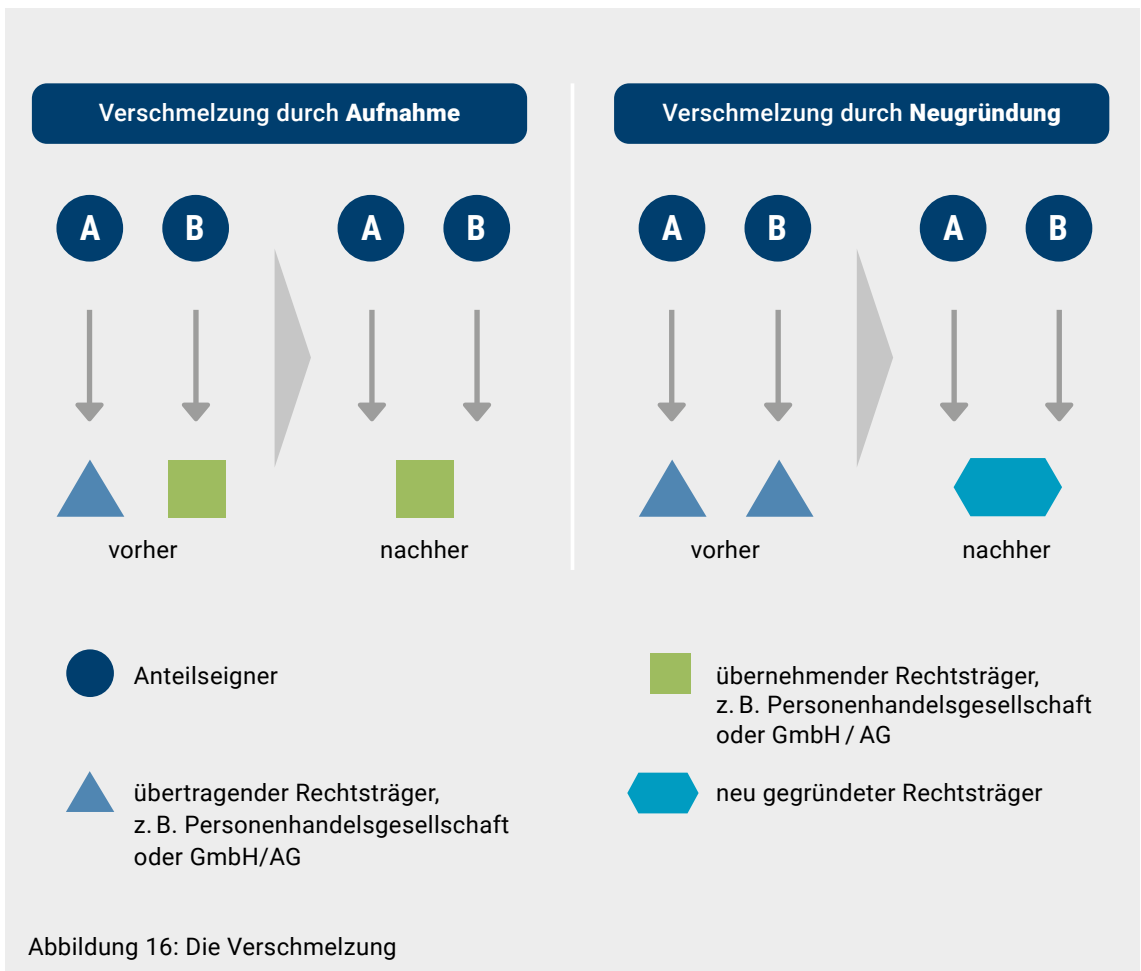 Verschmelzung durch Aufnahme
A B A B
vorher nachher
Verschmelzung durch Neugründung
A B A B
vorher nachher
Anteilseigner
übertragender Rechtsträger,
z. B. Personenhandelsgesellschaft
oder GmbH/AG
übernehmender Rechtsträger,
z. B. Personenhandelsgesellschaft
oder GmbH / AG
neu gegründeter Rechtsträger
Abbildung 16: Die Verschmelzung